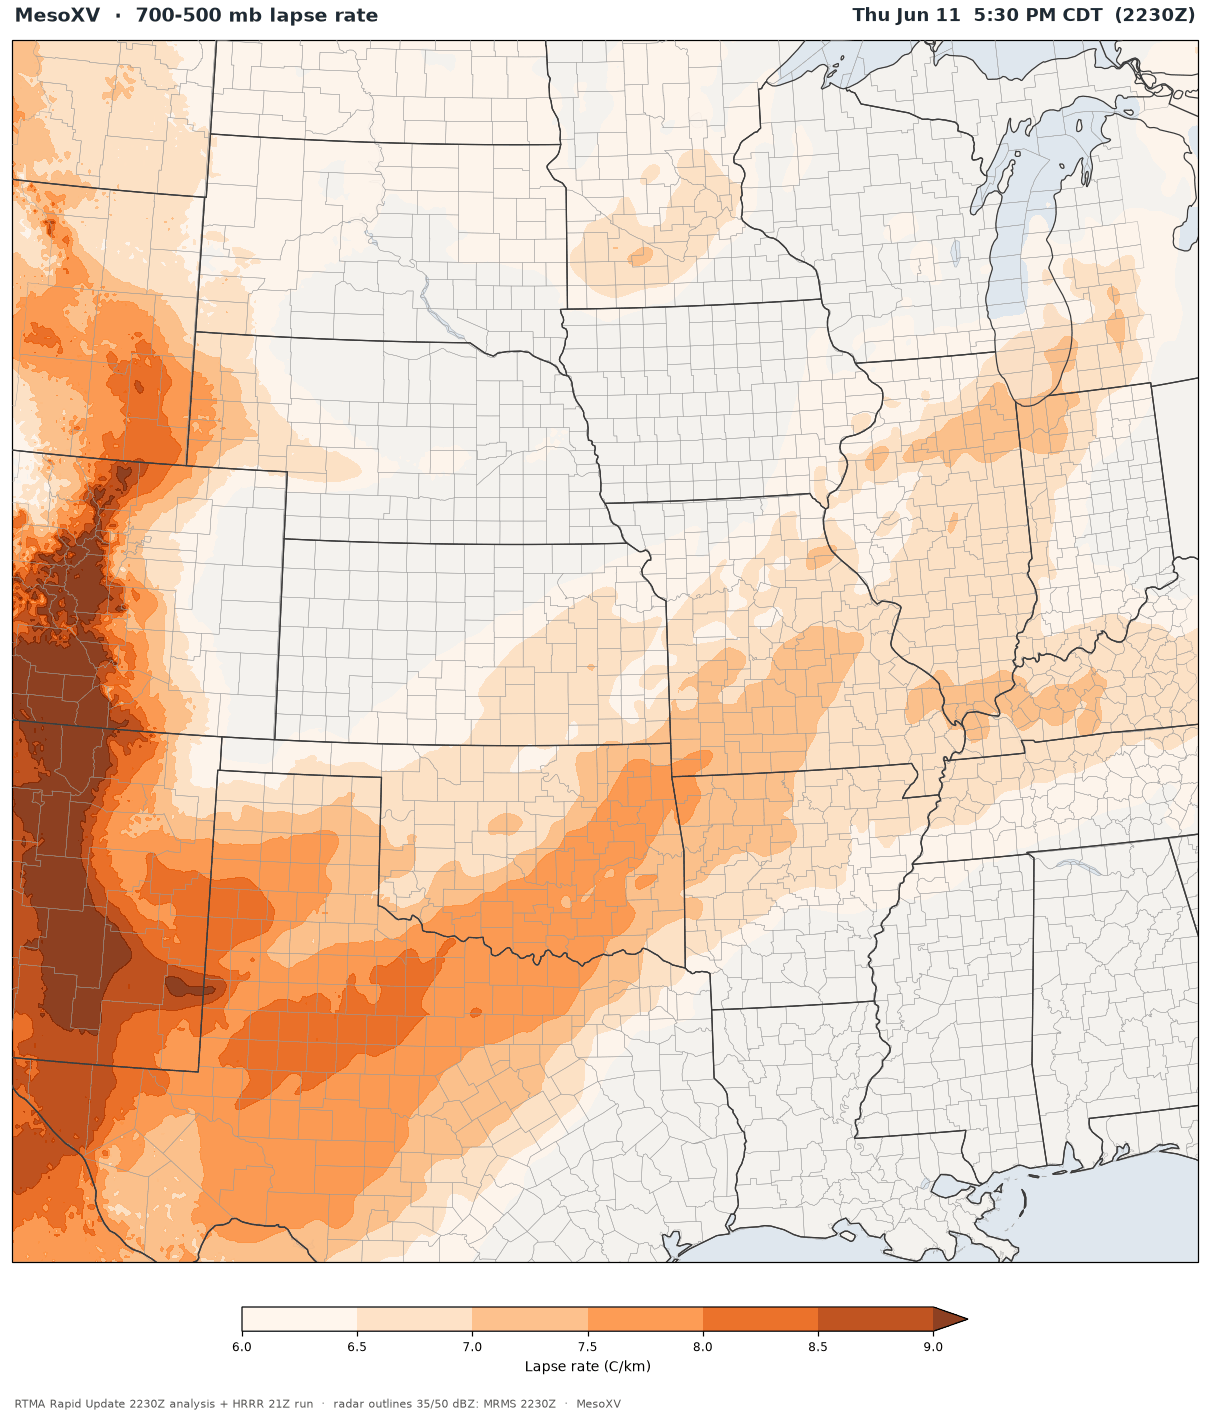 MesoXV · 700-500 mb lapse rate
Thu Jun 11 5:30 PM CDT (2230Z)
6.0 6.5 7.0 7.5 8.0 8.5 9.0
Lapse rate (C/km)
RTMA Rapid Update 2230Z analysis + HRRR 21Z run · radar outlines 35/50 dBZ: MRMS 2230Z · MesoXV